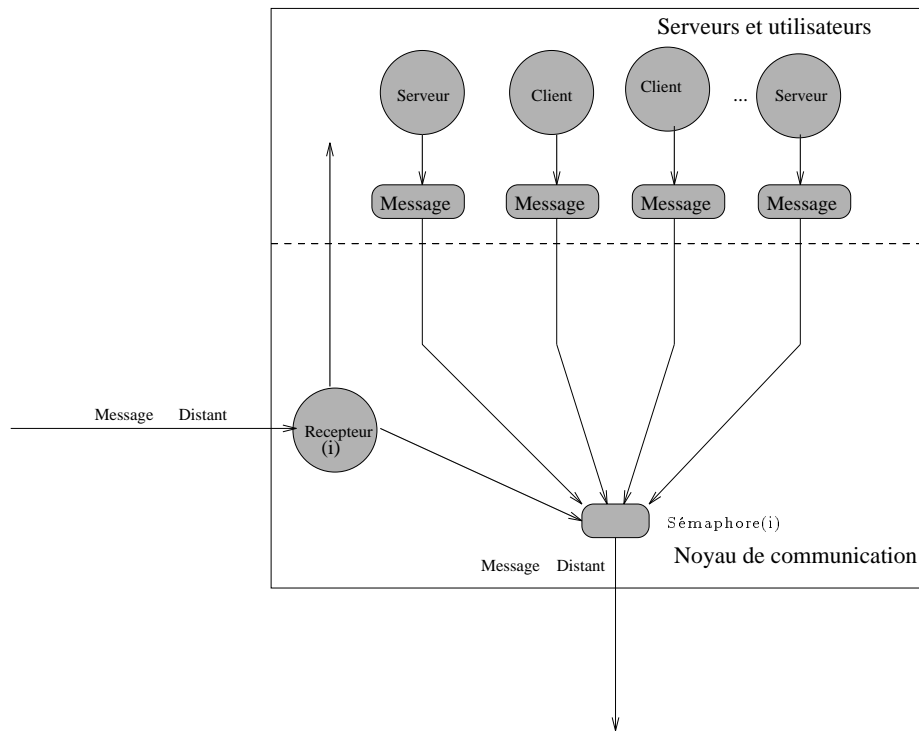 Serveurs et utilisateurs
Serveur
Client
Client
...
Serveur
Message
Message
Message
Message
Message Distant
Recepteur
(i)
Sémaphore(i)
Noyau de communication
Message Distant